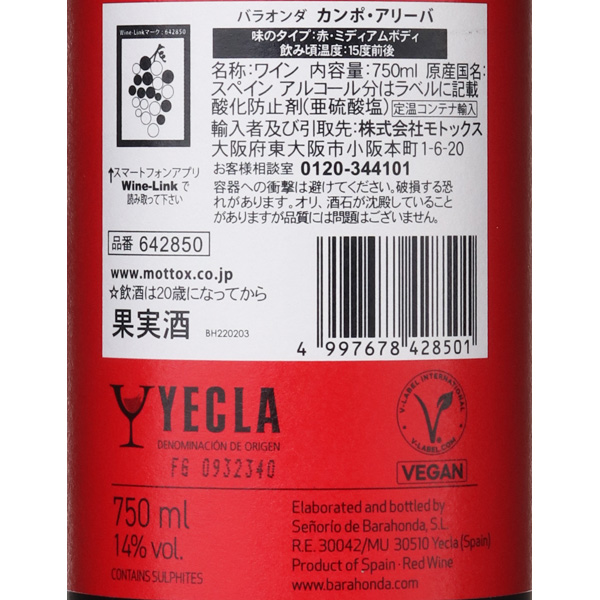 バラオンダ カンポ・アリーバ
Wine-Linkマーク:642850
味のタイプ:赤・ミディアムボディ
飲み頃温度:15度前後
名称:ワイン 内容量:750ml 原産国名:
スペイン アルコール分はラベルに記載
酸化防止剤(亜硫酸塩) 定温コンテナ輸入
輸入者及び引取先:株式会社モトックス
大阪府東大阪市小阪本町1-6-20
お客様相談室 0120-344101
容器への衝撃は避けてください。破損する恐
れがあります。オリ、酒石が沈殿していること
がありますが品質には問題はございません。
↑スマートフォンアプリ
Wine-Link で
読み取って下さい
品番 642850
www.mottox.co.jp
☆飲酒は20歳になってから
果実酒 BH220203
4 997678 428501
YECLA
DENOMINACIÓN DE ORIGEN
FG 0932340
V-LABEL INTERNATIONAL
V-LABEL.COM
VEGAN
750 ml
14% vol.
CONTAINS SULPHITES
Elaborated and bottled by
Señorío de Barahonda, S.L.
R.E. 30042/MU 30510 Yecla (Spain)
Product of Spain · Red Wine
www.barahonda.com